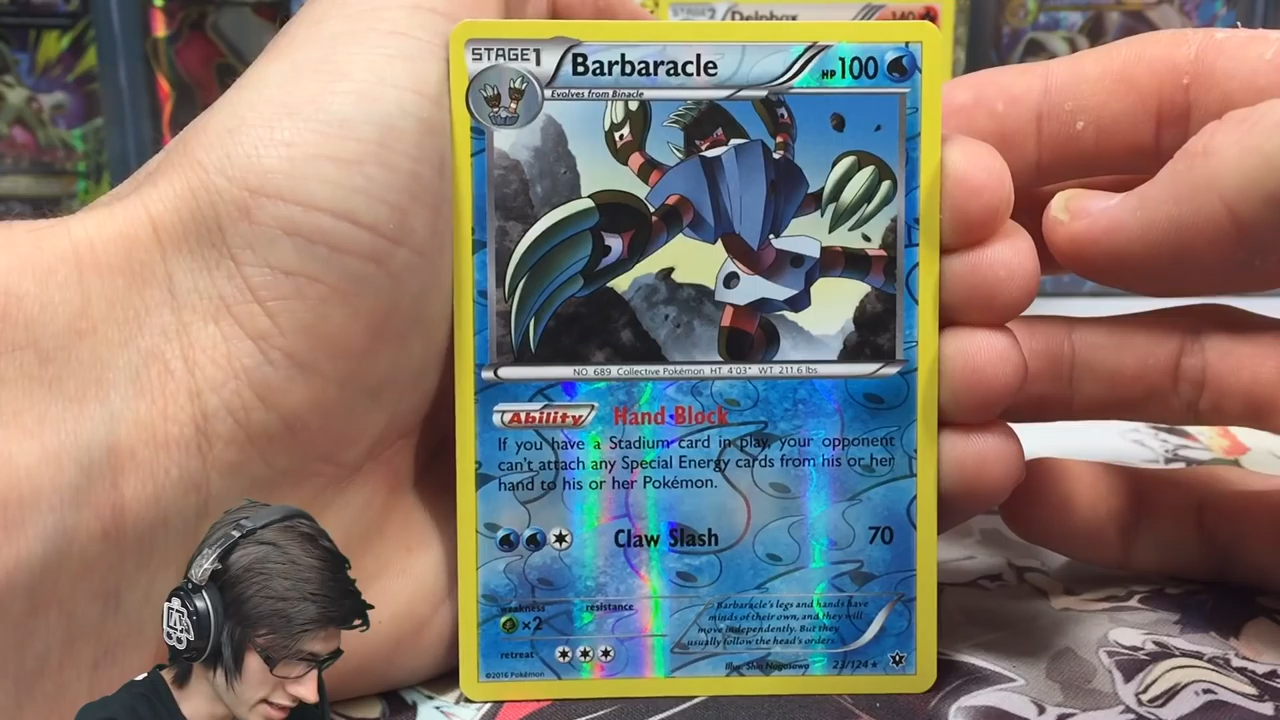 STAGE2 Delphox 140
STAGE1 Barbaracle HP 100
Evolves from Binacle
NO. 689 Collective Pokémon HT. 4'03" WT. 211.6 lbs
Ability Hand Block
If you have a Stadium card in play, your opponent
can't attach any Special Energy cards from his or her
hand to his or her Pokémon.
Claw Slash 70
weakness resistance
×2
Barbaracle's legs and hands have
minds of their own, and they will
move independently. But they
usually follow the head's orders.
retreat
Illus. Shin Nagasawa 23/124
©2016 Pokémon